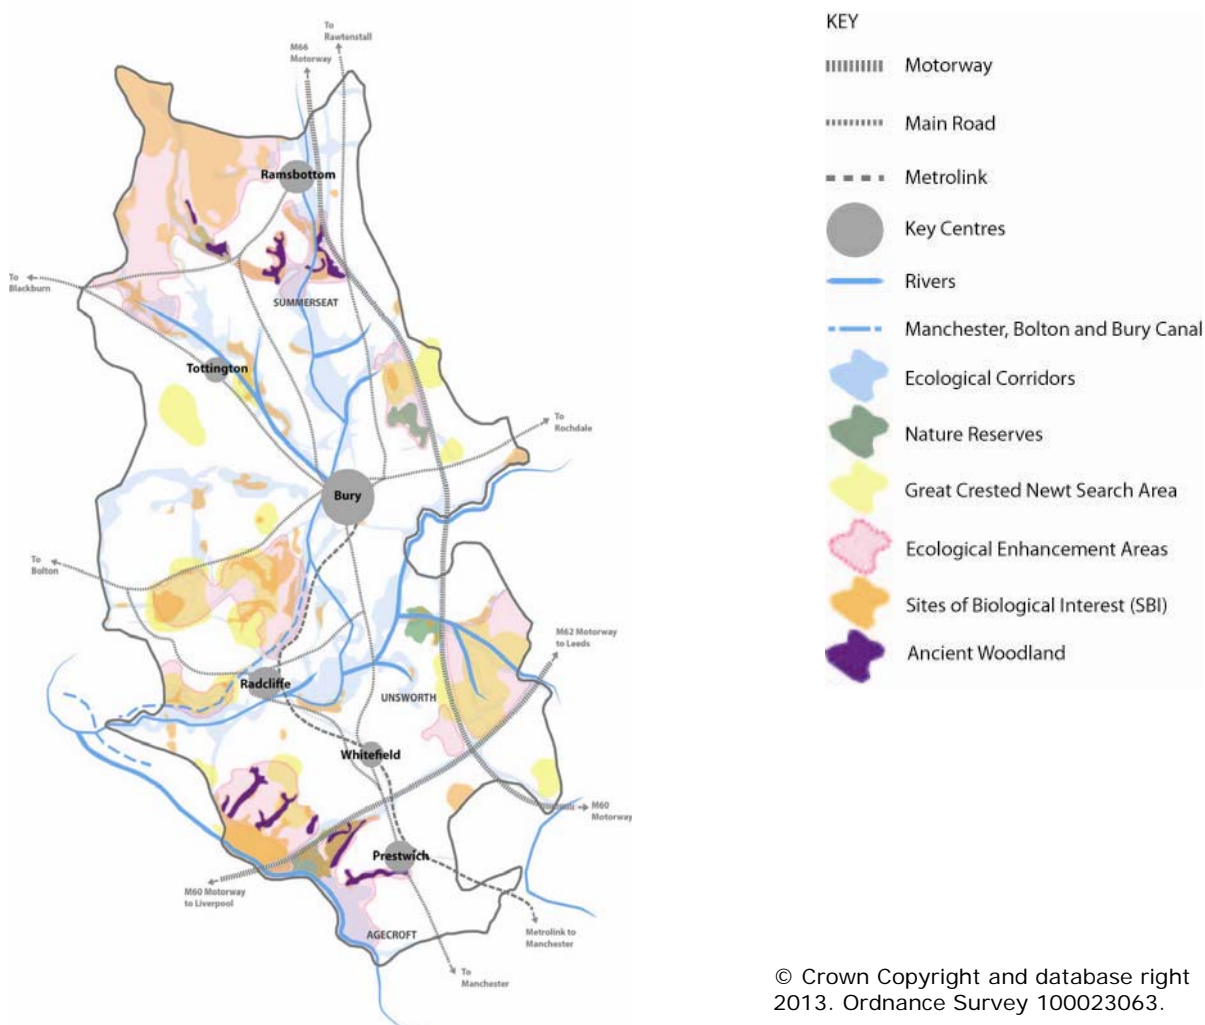 To
Rawtenstall
M66
Motorway
Ramsbottom
To
Blackburn
SUMMERSEAT
Tottington
To
Rochdale
Bury
To
Bolton
M62 Motorway
to Leeds
Radcliffe
UNSWORTH
Whitefield
M60
Motorway
Prestwich
M60 Motorway
to Liverpool
AGECROFT
Metrolink to
Manchester
To
Manchester
KEY
Motorway
Main Road
Metrolink
Key Centres
Rivers
Manchester, Bolton and Bury Canal
Ecological Corridors
Nature Reserves
Great Crested Newt Search Area
Ecological Enhancement Areas
Sites of Biological Interest (SBI)
Ancient Woodland
© Crown Copyright and database right
2013. Ordnance Survey 100023063.